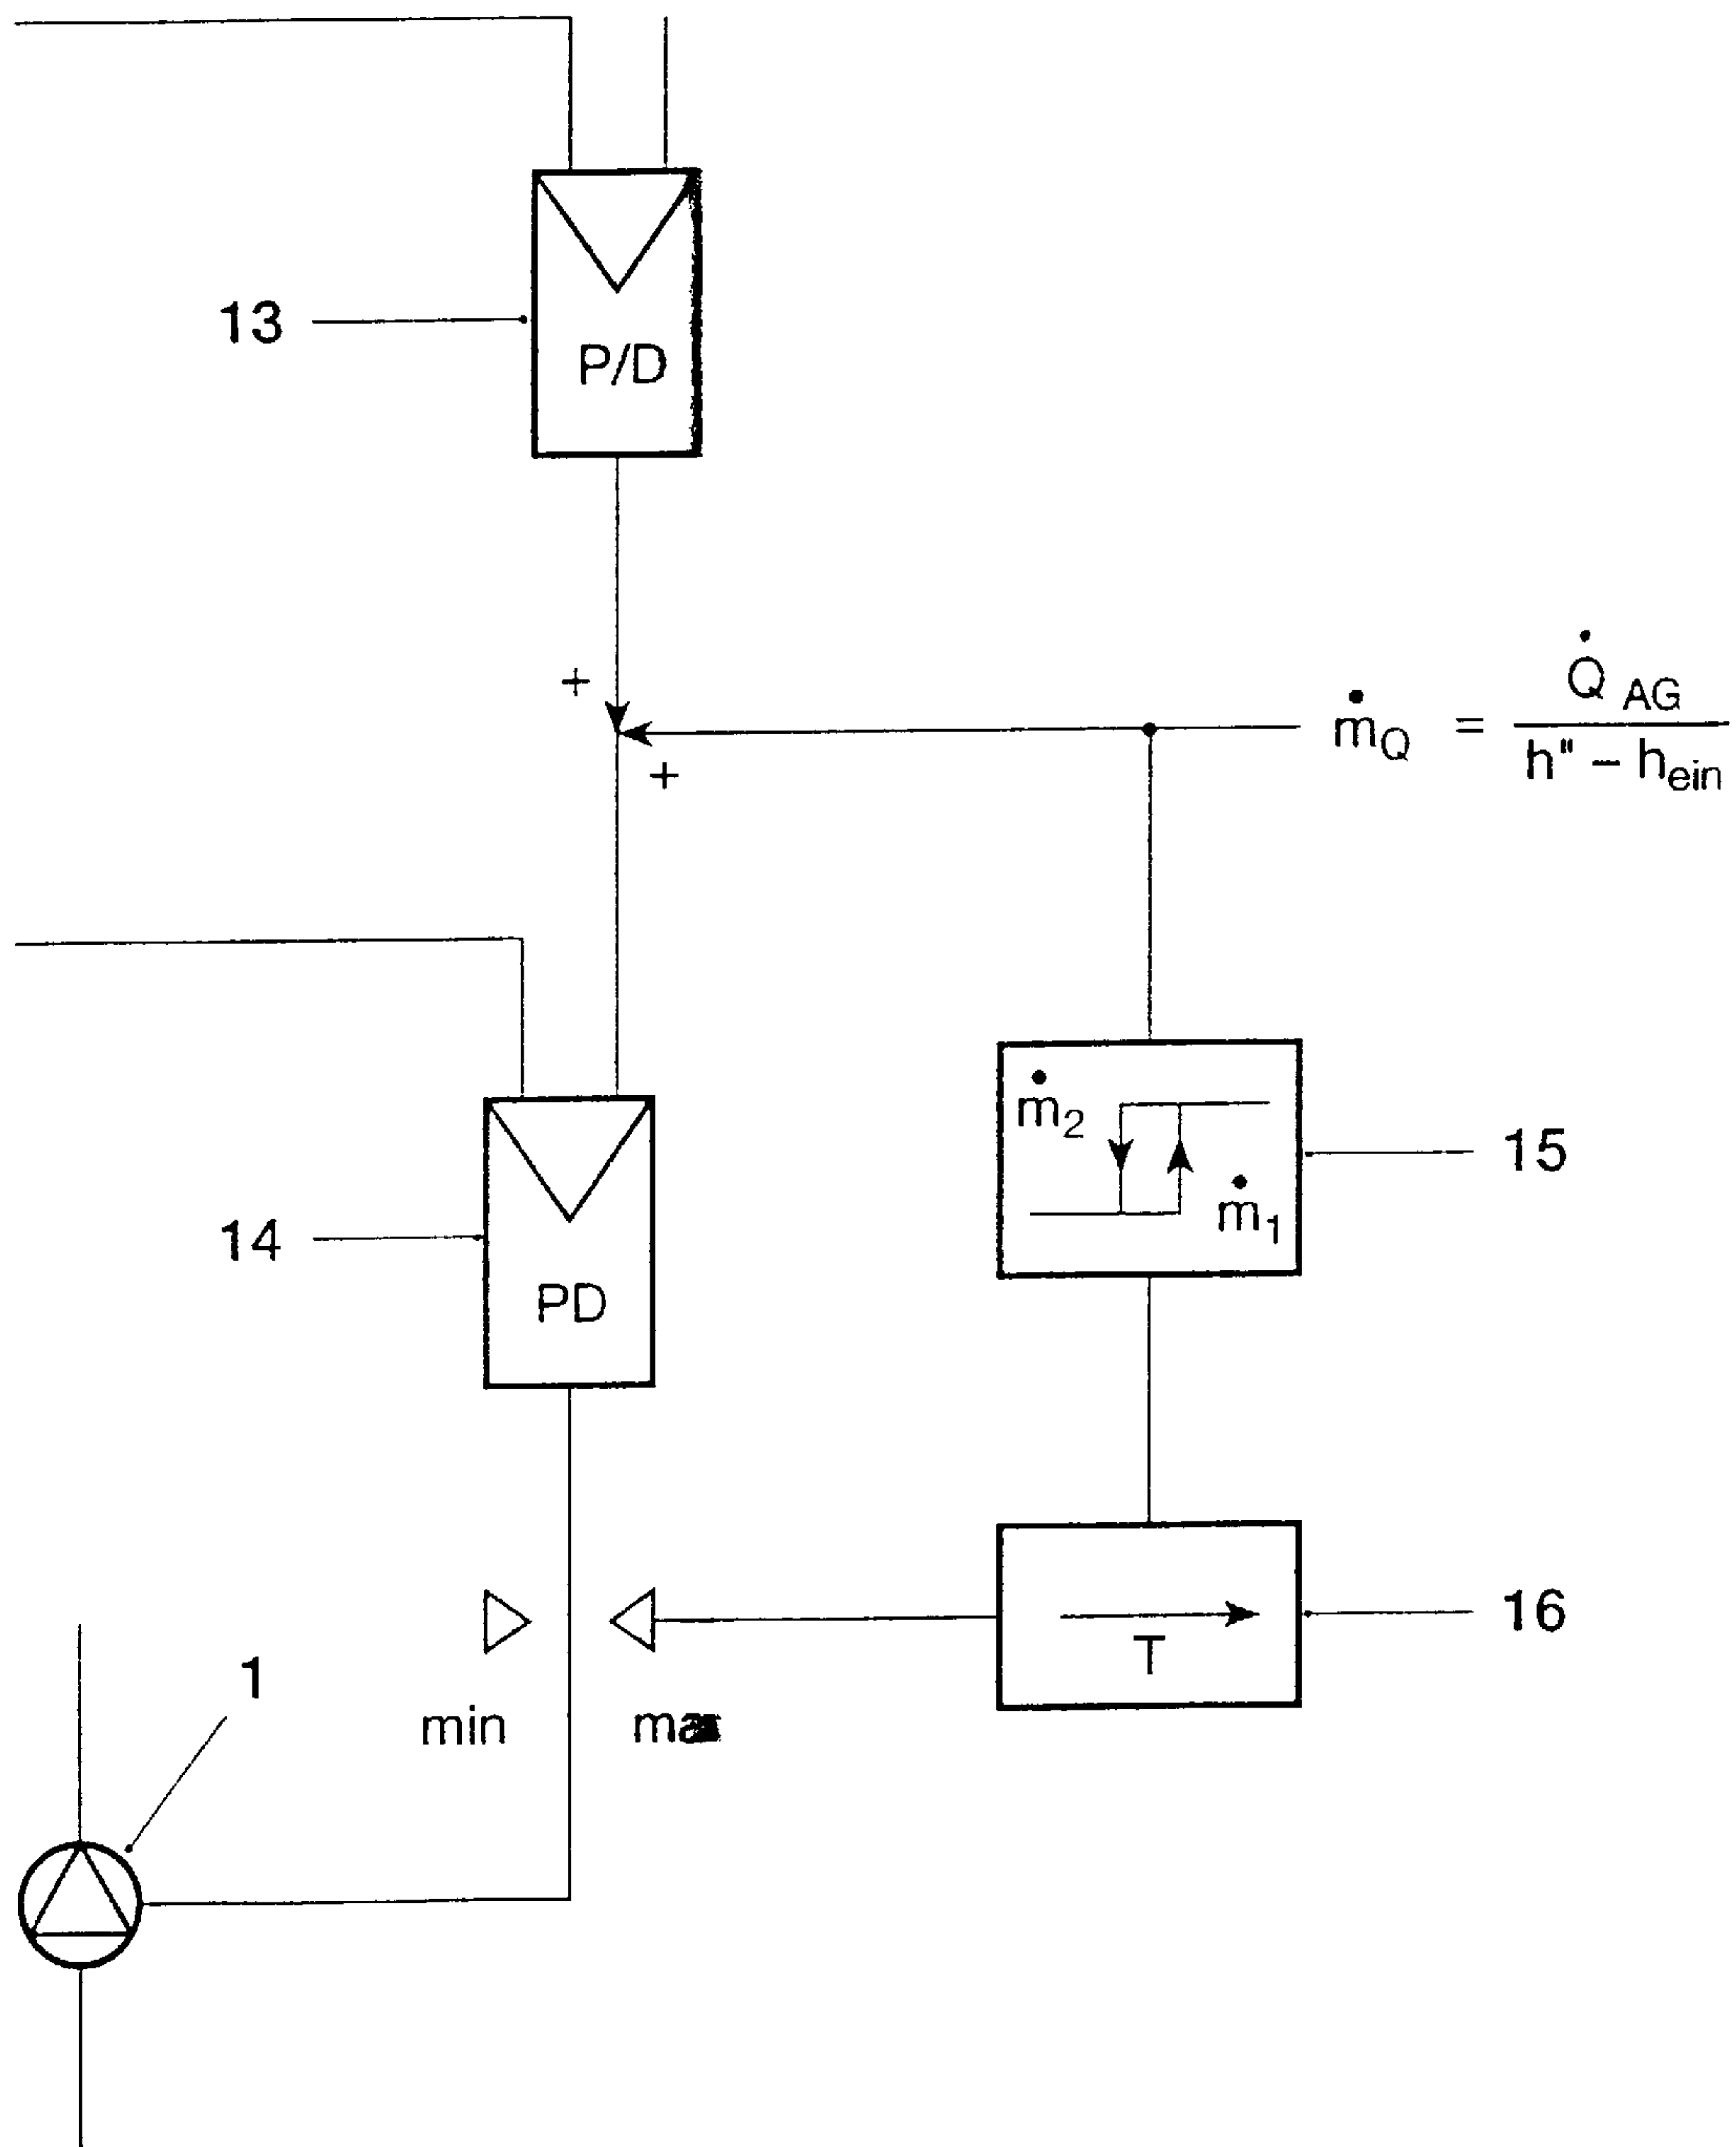 13
P/D
+
+
ṁQ = Q̇ AG / h" – hein
14
PD
ṁ2
ṁ1
15
16
T
min
1